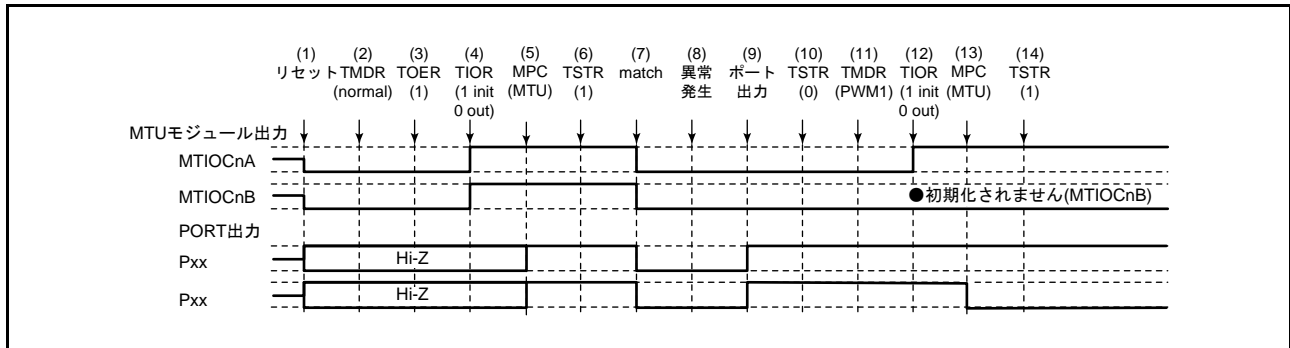 (1) (2) (3) (4) (5) (6) (7) (8) (9) (10) (11) (12) (13) (14)
リセット TMDR TOER TIOR MPC TSTR match 異常 ポート TSTR TMDR TIOR MPC TSTR
(normal) (1) (1 init (MTU) (1) 発生 出力 (0) (PWM1) (1 init (MTU) (1)
0 out) 0 out)
MTUモジュール出力
MTIOCnA
MTIOCnB ●初期化されません(MTIOCnB)
PORT出力
Pxx Hi-Z
Pxx Hi-Z